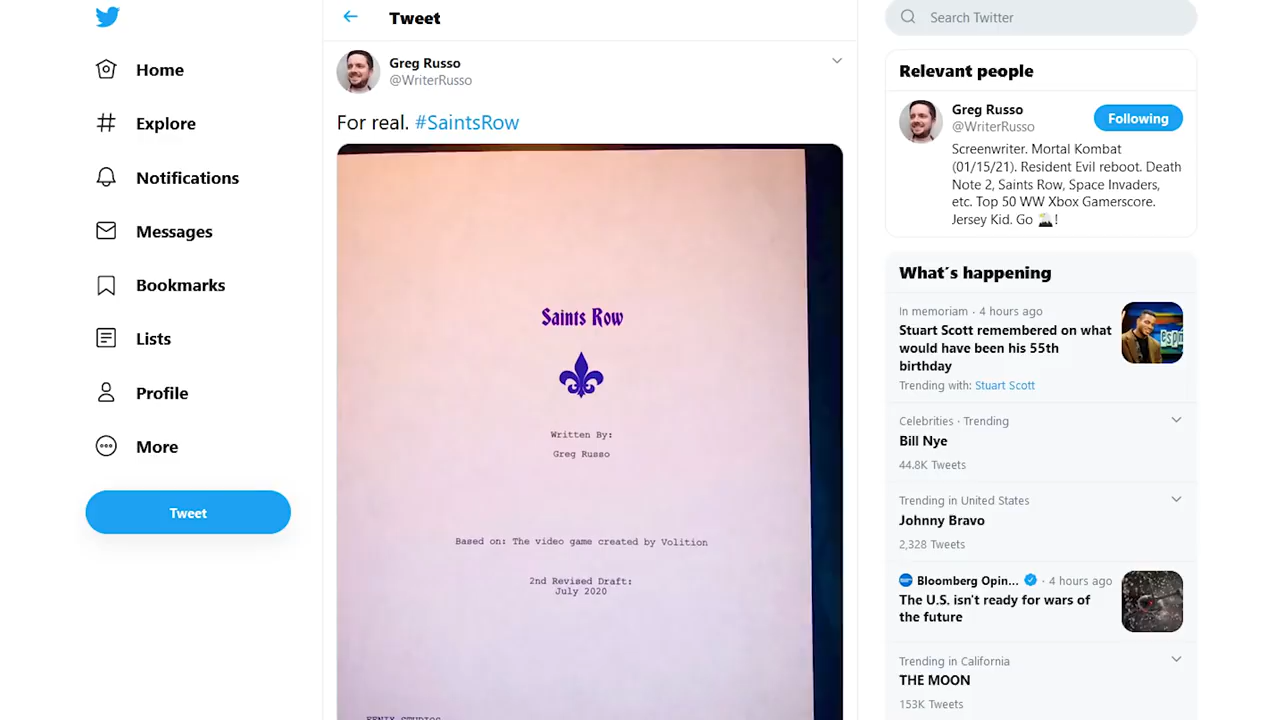 Home
Explore
Notifications
Messages
Bookmarks
Lists
Profile
More
Tweet
Tweet
Greg Russo
@WriterRusso
For real. #SaintsRow
Saints Row
Written By:
Greg Russo
Based on: The video game created by Volition
2nd Revised Draft:
July 2020
FENIX STUDIOS
Search Twitter
Relevant people
Greg Russo
@WriterRusso
Following
Screenwriter. Mortal Kombat
(01/15/21). Resident Evil reboot. Death
Note 2, Saints Row, Space Invaders,
etc. Top 50 WW Xbox Gamerscore.
Jersey Kid. Go !
What´s happening
In memoriam · 4 hours ago
Stuart Scott remembered on what
would have been his 55th
birthday
Trending with: Stuart Scott
Celebrities · Trending
Bill Nye
44.8K Tweets
Trending in United States
Johnny Bravo
2,328 Tweets
Bloomberg Opin... · 4 hours ago
The U.S. isn't ready for wars of
the future
Trending in California
THE MOON
153K Tweets